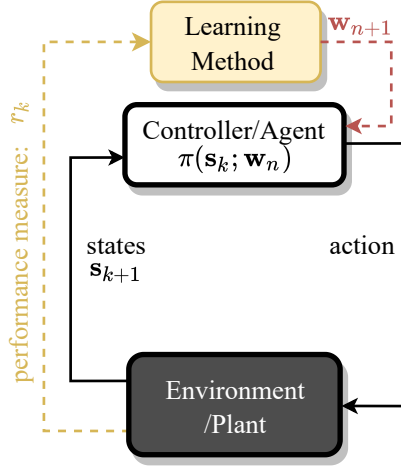 Learning
Method
w_{n+1}
performance measure: r_k
Controller/Agent
π(s_k; w_n)
states
s_{k+1}
action
Environment
/Plant